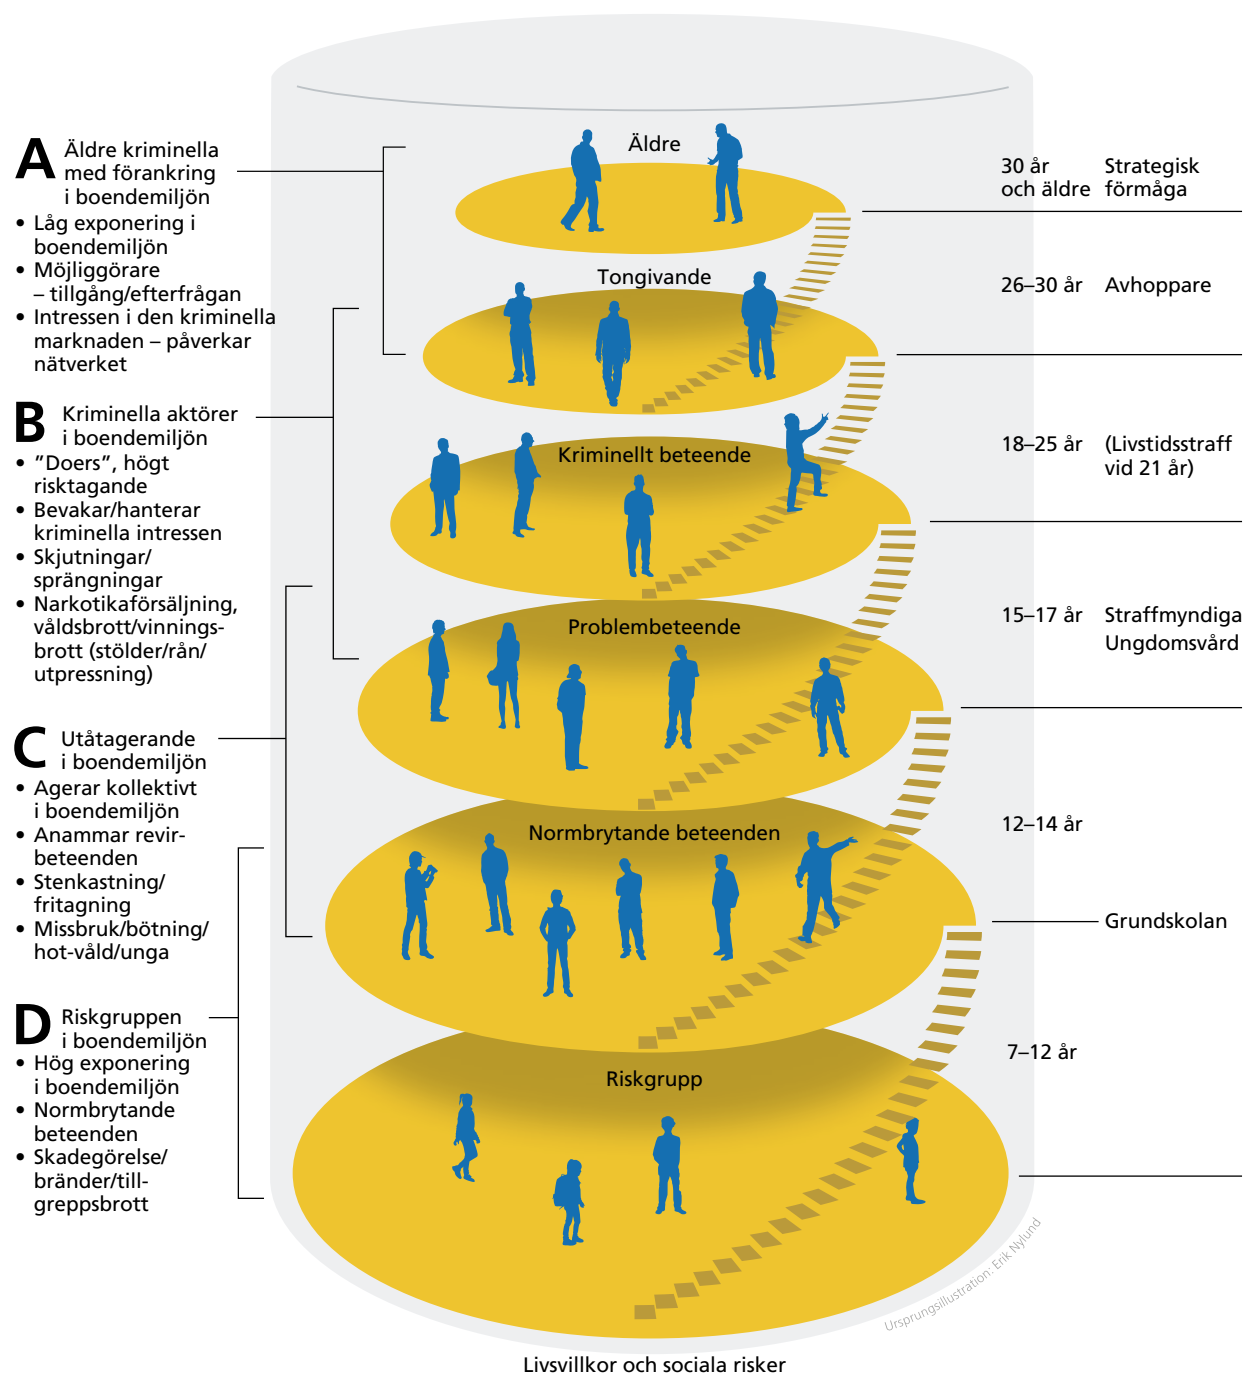 A Äldre kriminella
med förankring
i boendemiljön
• Låg exponering i
boendemiljön
• Möjliggörare
– tillgång/efterfrågan
• Intressen i den kriminella
marknaden – påverkar
nätverket
B Kriminella aktörer
i boendemiljön
• ”Doers”, högt
risktagande
• Bevakar/hanterar
kriminella intressen
• Skjutningar/
sprängningar
• Narkotikaförsäljning,
våldsbrott/vinnings-
brott (stölder/rån/
utpressning)
C Utåtagerande
i boendemiljön
• Agerar kollektivt
i boendemiljön
• Anammar revir-
beteenden
• Stenkastning/
fritagning
• Missbruk/bötning/
hot-våld/unga
D Riskgruppen
i boendemiljön
• Hög exponering
i boendemiljön
• Normbrytande
beteenden
• Skadegörelse/
bränder/till-
greppsbrott
Äldre
Tongivande
Kriminellt beteende
Problembeteende
Normbrytande beteenden
Riskgrupp
30 år
och äldre
Strategisk
förmåga
26–30 år
Avhoppare
18–25 år
(Livstidsstraff
vid 21 år)
15–17 år
Straffmyndiga
Ungdomsvård
12–14 år
Grundskolan
7–12 år
Ursprungsillustration: Erik Nylund
Livsvillkor och sociala risker